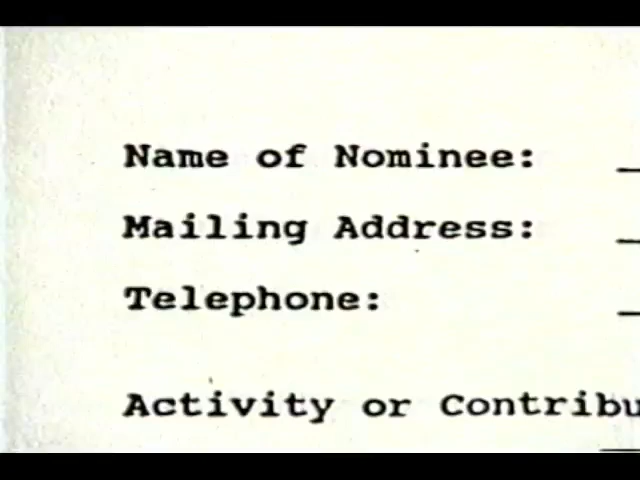 Name of Nominee:
Mailing Address:
Telephone:
Activity or Contribu